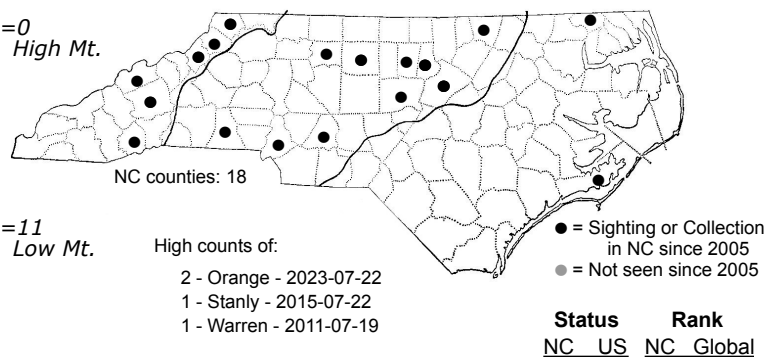 =0
High Mt.
NC counties: 18
=11
Low Mt.
High counts of:
2 - Orange - 2023-07-22
1 - Stanly - 2015-07-22
1 - Warren - 2011-07-19
● = Sighting or Collection
in NC since 2005
● = Not seen since 2005
Status Rank
NC US NC Global